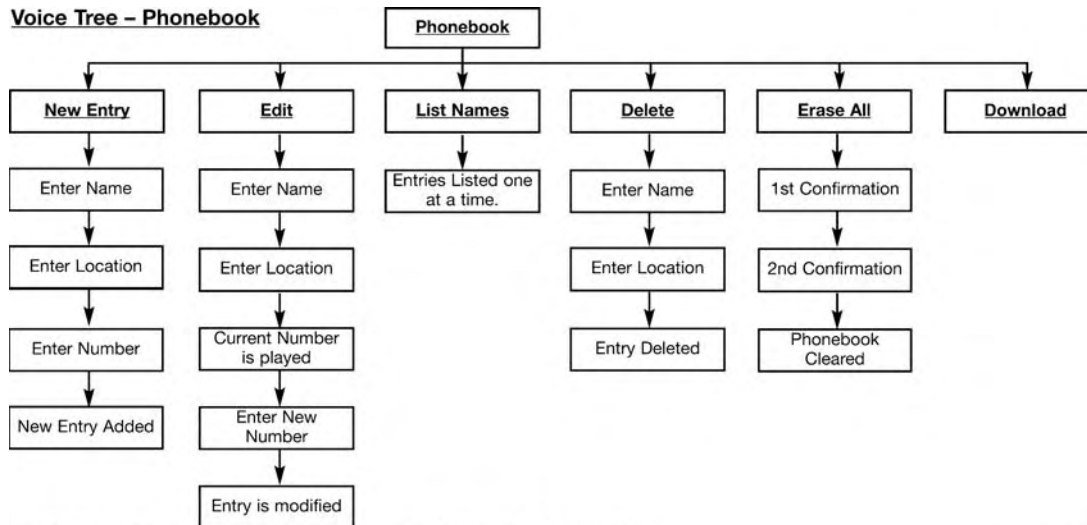 Voice Tree – Phonebook
Phonebook
New Entry
Edit
List Names
Delete
Erase All
Download
Enter Name
Enter Name
Entries Listed one
at a time.
Enter Name
1st Confirmation
Enter Location
Enter Location
Enter Location
2nd Confirmation
Enter Number
Current Number
is played
Entry Deleted
Phonebook
Cleared
New Entry Added
Enter New
Number
Entry is modified